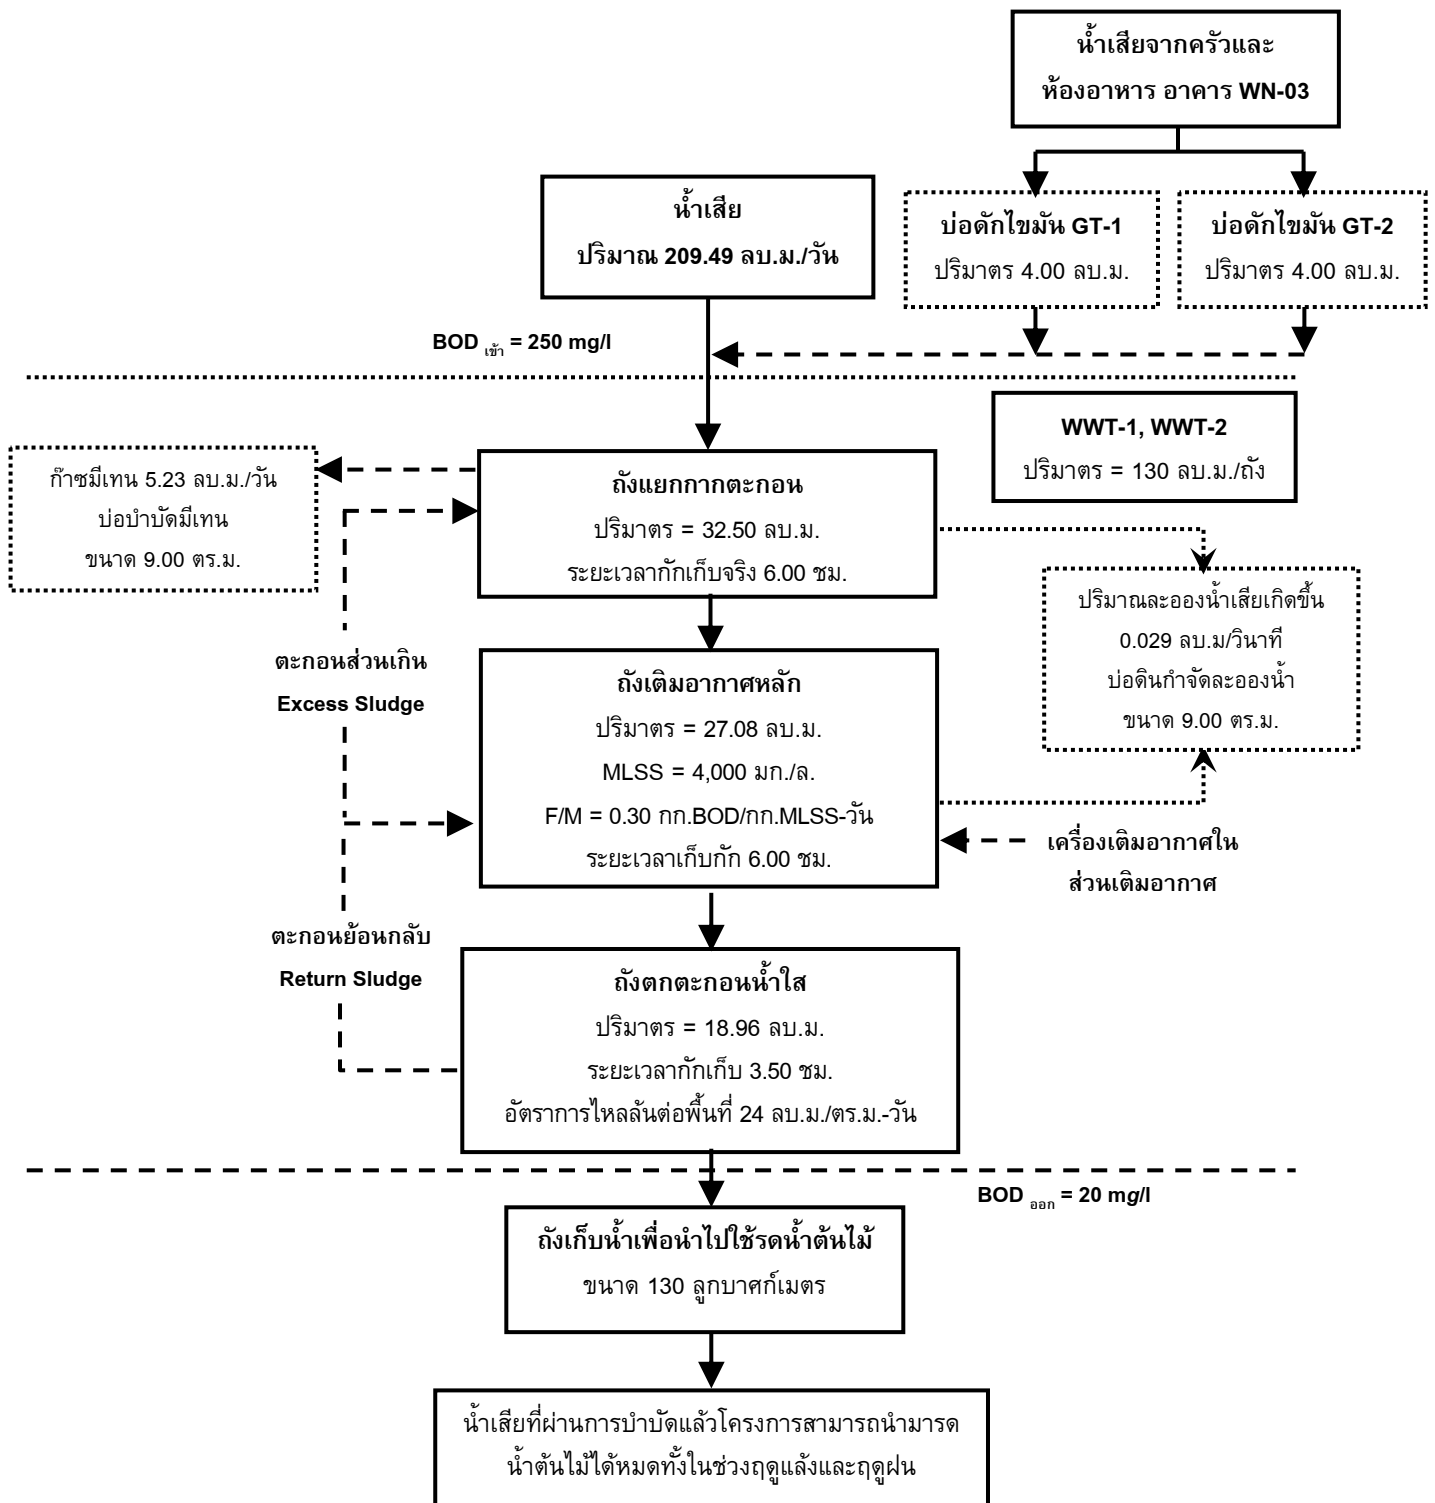 น้ำเสียจากครัวและ
ห้องอาหาร อาคาร WN-03
น้ำเสีย
ปริมาณ 209.49 ลบ.ม./วัน
บ่อดักไขมัน GT-1
ปริมาตร 4.00 ลบ.ม.
บ่อดักไขมัน GT-2
ปริมาตร 4.00 ลบ.ม.
BOD เข้า = 250 mg/l
WWT-1, WWT-2
ปริมาตร = 130 ลบ.ม./ถัง
ก๊าซมีเทน 5.23 ลบ.ม./วัน
บ่อบำบัดมีเทน
ขนาด 9.00 ตร.ม.
ถังแยกกากตะกอน
ปริมาตร = 32.50 ลบ.ม.
ระยะเวลากักเก็บจริง 6.00 ชม.
ปริมาณละอองน้ำเสียเกิดขึ้น
0.029 ลบ.ม/วินาที
บ่อดินกำจัดละอองน้ำ
ขนาด 9.00 ตร.ม.
ตะกอนส่วนเกิน
Excess Sludge
ถังเติมอากาศหลัก
ปริมาตร = 27.08 ลบ.ม.
MLSS = 4,000 มก./ล.
F/M = 0.30 กก.BOD/กก.MLSS-วัน
ระยะเวลาเก็บกัก 6.00 ชม.
เครื่องเติมอากาศใน
ส่วนเติมอากาศ
ตะกอนย้อนกลับ
Return Sludge
ถังตกตะกอนน้ำใส
ปริมาตร = 18.96 ลบ.ม.
ระยะเวลากักเก็บ 3.50 ชม.
อัตราการไหลล้นต่อพื้นที่ 24 ลบ.ม./ตร.ม.-วัน
BOD ออก = 20 mg/l
ถังเก็บน้ำเพื่อนำไปใช้รดน้ำต้นไม้
ขนาด 130 ลูกบาศก์เมตร
น้ำเสียที่ผ่านการบำบัดแล้วโครงการสามารถนำมารด
น้ำต้นไม้ได้หมดทั้งในช่วงฤดูแล้งและฤดูฝน